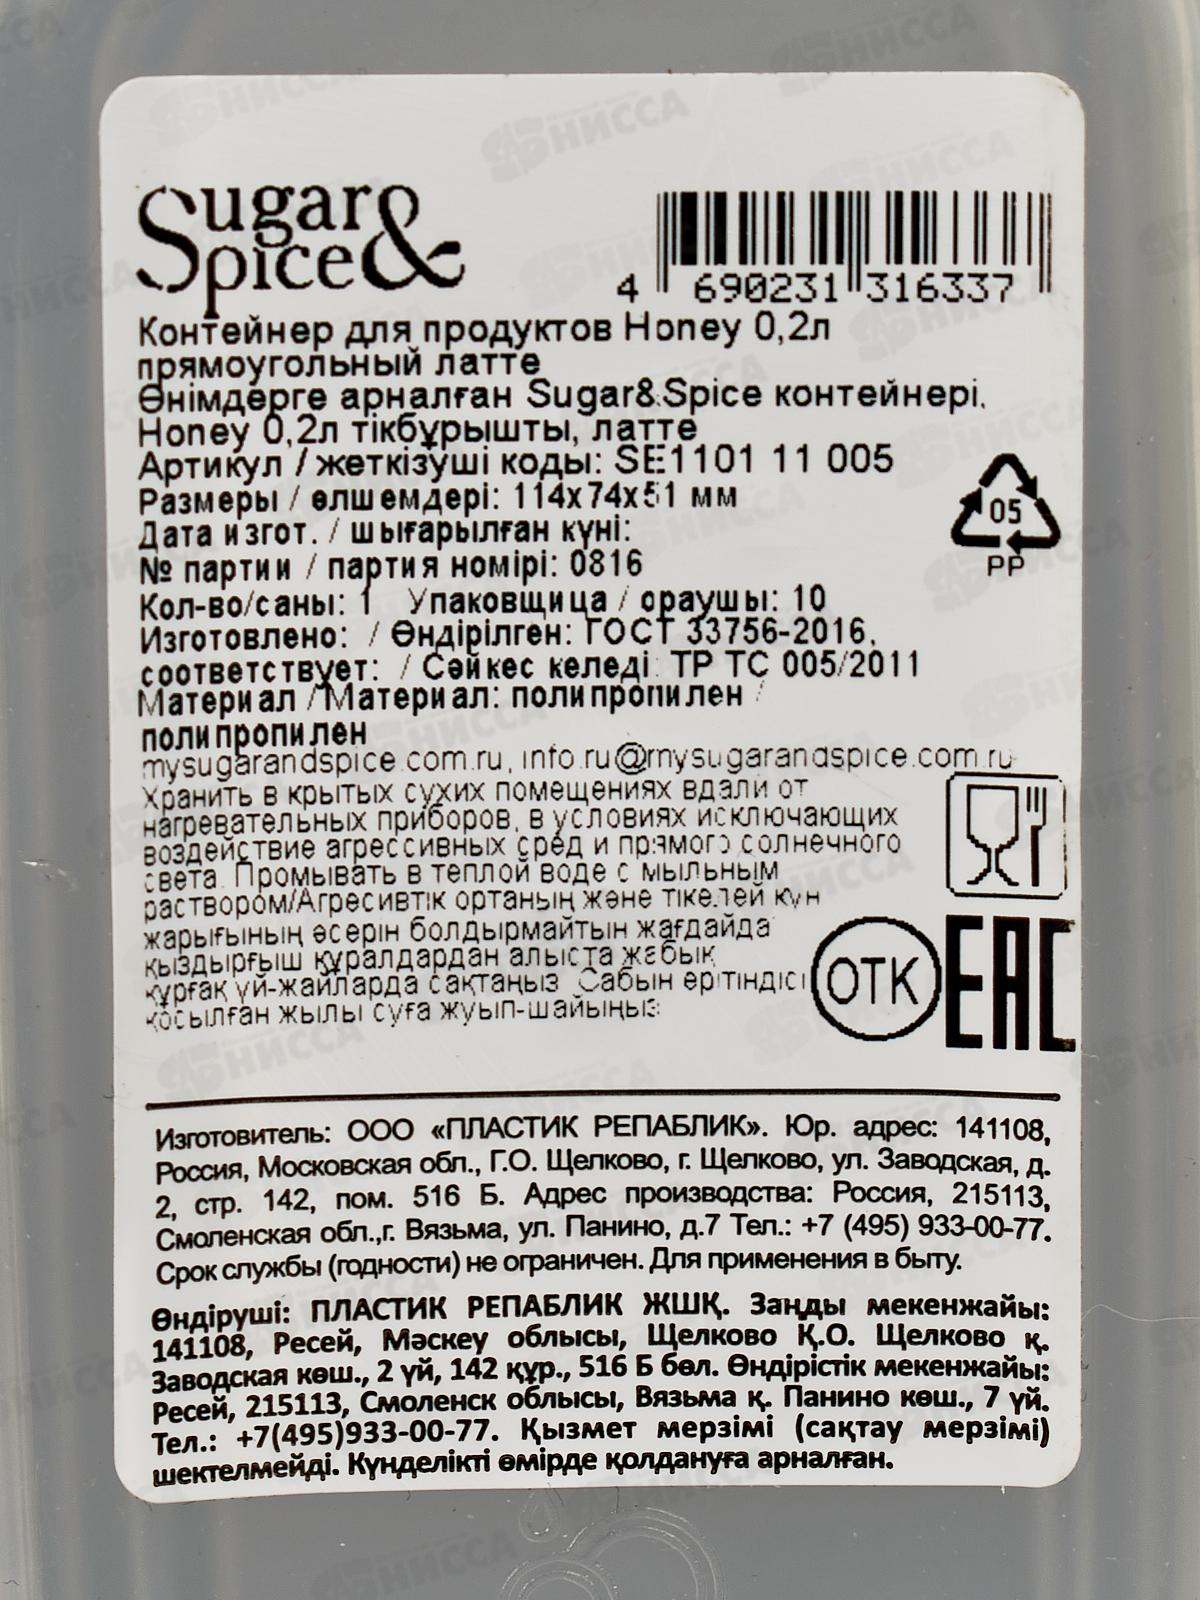 Sugar
Spice&
4 690231 316337
Контейнер для продуктов Honey 0,2л
прямоугольный латте
Өнімдерге арналған Sugar&Spice контейнері,
Honey 0,2л тікбұрышты, латте
Артикул / жеткізуші коды: SE1101 11 005
Размеры / өлшемдері: 114х74х51 мм
Дата изгот. / шығарылған күні:
№ партии / партия номірі: 0816
Кол-во/саны: 1 Упаковщица / ораушы: 10
Изготовлено: / Өндірілген: ГОСТ 33756-2016,
соответствует: / Сәйкес келеді: ТР ТС 005/2011
Материал /Материал: полипропилен /
полипропилен
05
PP
mysugarandspice.com.ru, info.ru@mysugarandspice.com.ru
Хранить в крытых сухих помещениях вдали от
нагревательных приборов, в условиях исключающих
воздействие агрессивных сред и прямого солнечного
света. Промывать в теплой воде с мыльным
раствором/Агресивтік ортаның және тікелей күн
жарығының әсерін болдырмайтын жағдайда
қыздырғыш құралдардан алыста жабық
құрғақ үй-жайларда сақтаңыз. Сабын ерітіндісі
қосылған жылы суға жуып-шайыңыз.
ОТК
EAC
Изготовитель: ООО «ПЛАСТИК РЕПАБЛИК». Юр. адрес: 141108,
Россия, Московская обл., Г.О. Щелково, г. Щелково, ул. Заводская, д.
2, стр. 142, пом. 516 Б. Адрес производства: Россия, 215113,
Смоленская обл.,г. Вязьма, ул. Панино, д.7 Тел.: +7 (495) 933-00-77.
Срок службы (годности) не ограничен. Для применения в быту.
Өндіруші: ПЛАСТИК РЕПАБЛИК ЖШҚ. Заңды мекенжайы:
141108, Ресей, Мәскеу облысы, Щелково Қ.О. Щелково қ.
Заводская көш., 2 үй, 142 құр., 516 Б бөл. Өндірістік мекенжайы:
Ресей, 215113, Смоленск облысы, Вязьма қ. Панино көш., 7 үй.
Тел.: +7(495)933-00-77. Қызмет мерзімі (сақтау мерзімі)
шектелмейді. Күнделікті өмірде қолдануға арналған.
НИССА